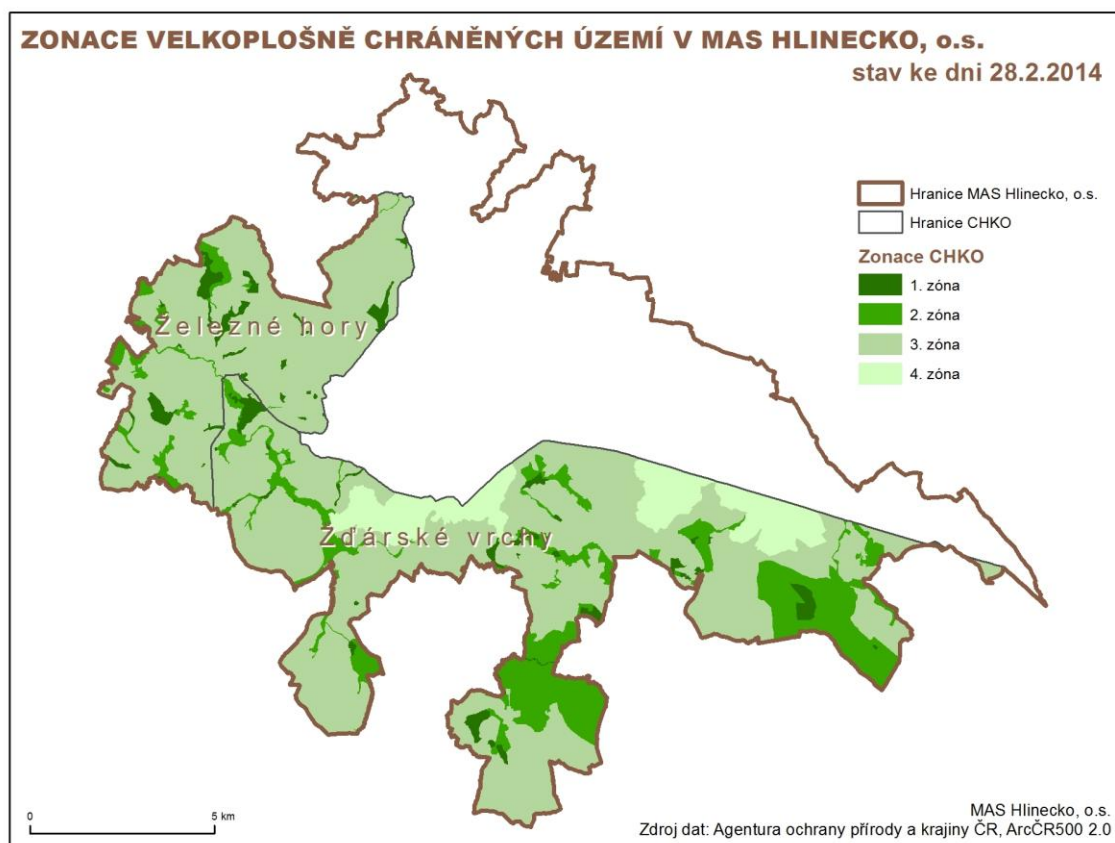 ZONACE VELKOPLOŠNĚ CHRÁNĚNÝCH ÚZEMÍ V MAS HLINECKO, o.s.
stav ke dni 28.2.2014
Hranice MAS Hlinecko, o.s.
Hranice CHKO
Zonace CHKO
1. zóna
2. zóna
3. zóna
4. zóna
Železné hory
Žďárské vrchy
0 5 km
MAS Hlinecko, o.s.
Zdroj dat: Agentura ochrany přírody a krajiny ČR, ArcČR500 2.0